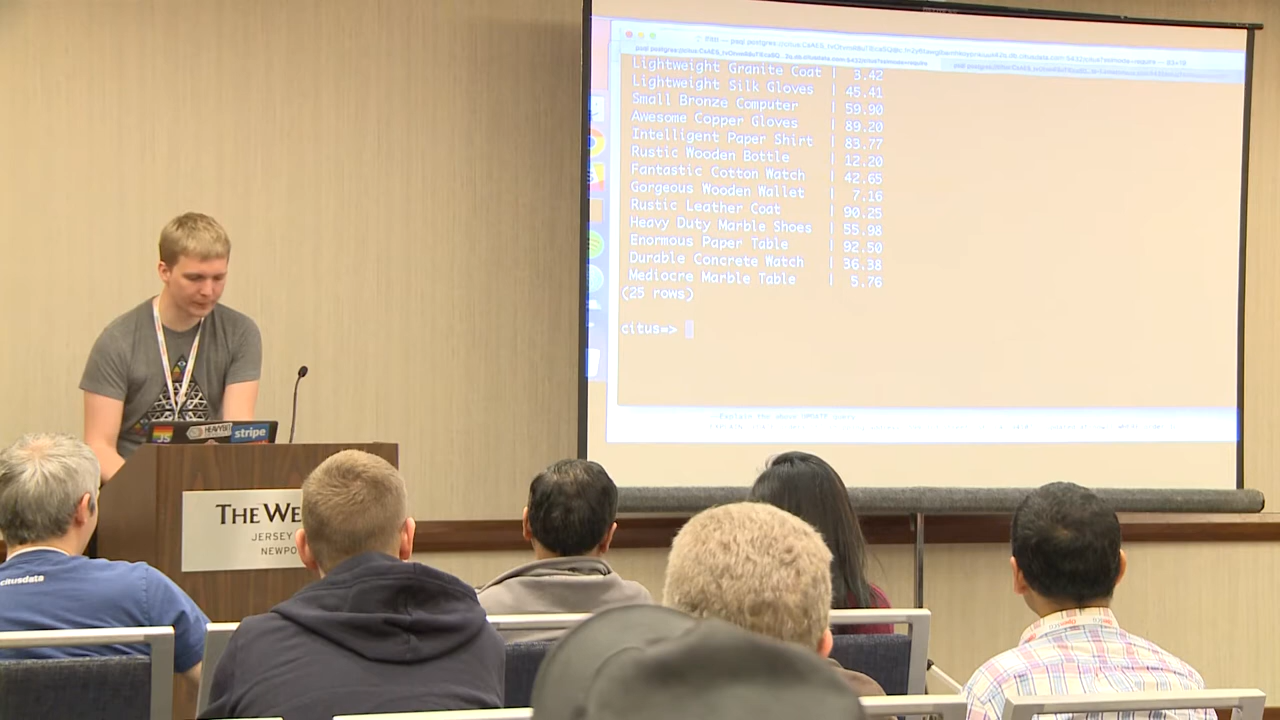 Lightweight Granite Coat | 3.42
Lightweight Silk Gloves | 45.41
Small Bronze Computer | 59.90
Awesome Copper Gloves | 89.20
Intelligent Paper Shirt | 83.77
Rustic Wooden Bottle | 12.20
Fantastic Cotton Watch | 42.65
Gorgeous Wooden Wallet | 7.16
Rustic Leather Coat | 90.25
Heavy Duty Marble Shoes | 55.98
Enormous Paper Table | 92.50
Durable Concrete Watch | 36.38
Mediocre Marble Table | 5.76
(25 rows)
citus=>
JS
HEAVYBIT
stripe
THE WE
JERSEY
NEWPO
citusdata